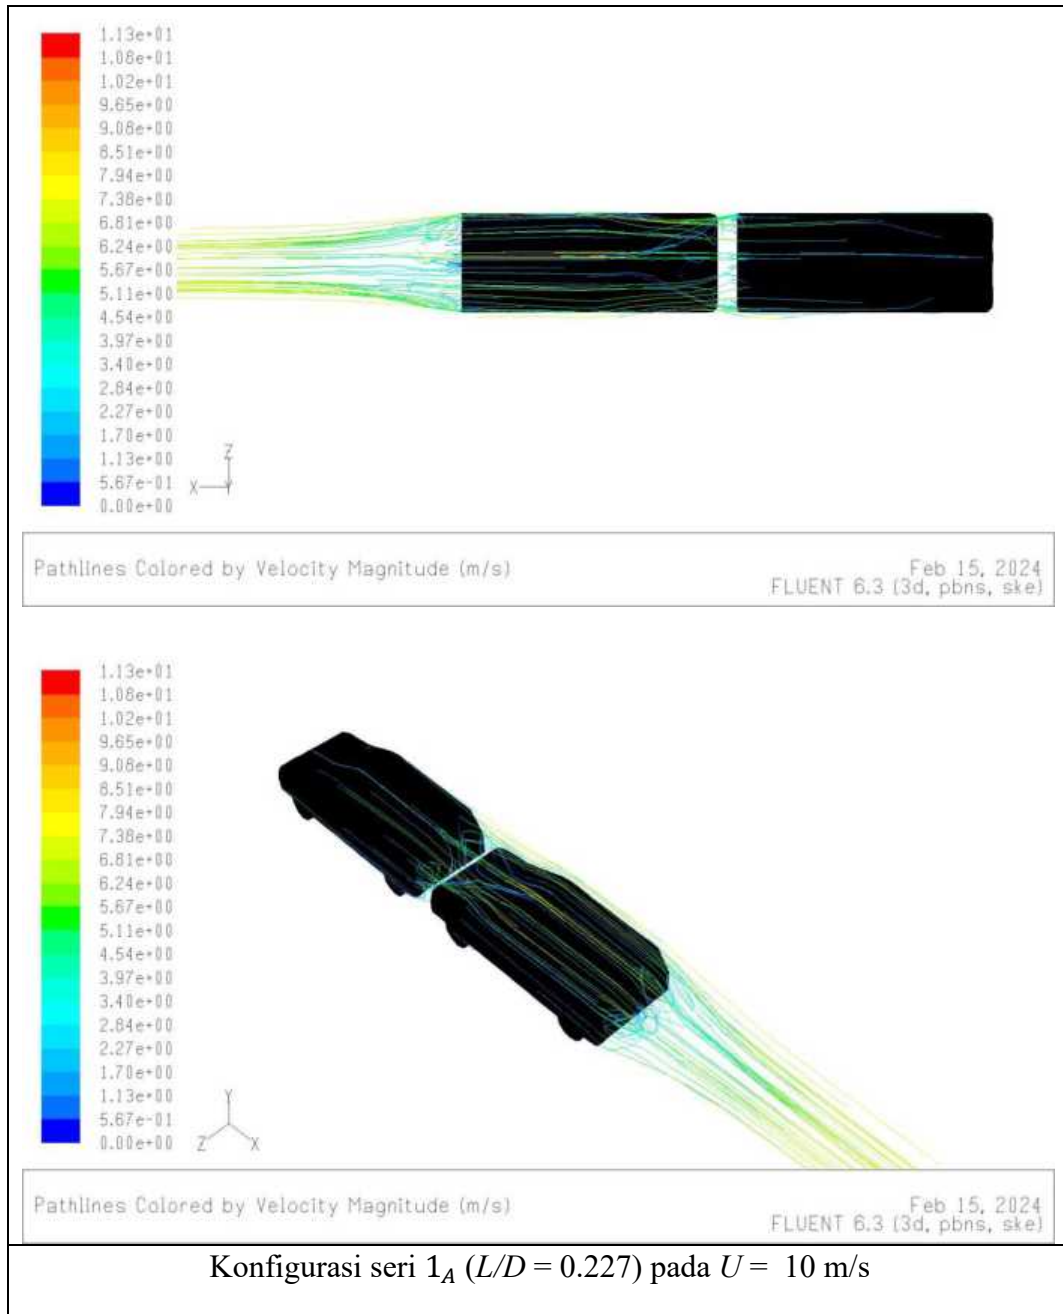 1.13e+01
1.08e+01
1.02e+01
9.65e+00
9.08e+00
8.51e+00
7.94e+00
7.38e+00
6.81e+00
6.24e+00
5.67e+00
5.11e+00
4.54e+00
3.97e+00
3.40e+00
2.84e+00
2.27e+00
1.70e+00
1.13e+00
5.67e-01
0.00e+00
Z
X
Y
Pathlines Colored by Velocity Magnitude (m/s)
Feb 15, 2024
FLUENT 6.3 (3d, pbns, ske)
1.13e+01
1.08e+01
1.02e+01
9.65e+00
9.08e+00
8.51e+00
7.94e+00
7.38e+00
6.81e+00
6.24e+00
5.67e+00
5.11e+00
4.54e+00
3.97e+00
3.40e+00
2.84e+00
2.27e+00
1.70e+00
1.13e+00
5.67e-01
0.00e+00
Y
Z
X
Pathlines Colored by Velocity Magnitude (m/s)
Feb 15, 2024
FLUENT 6.3 (3d, pbns, ske)
Konfigurasi seri 1_A (L/D = 0.227) pada U = 10 m/s